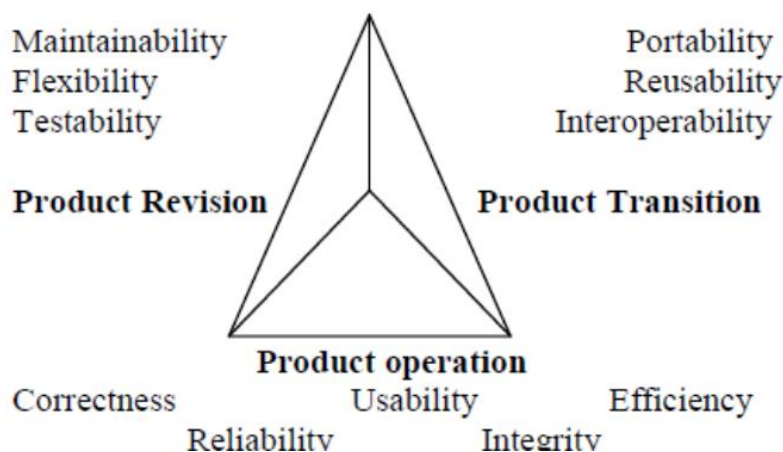 Maintainability
Flexibility
Testability
Portability
Reusability
Interoperability
Product Revision
Product Transition
Product operation
Correctness Usability Efficiency
Reliability Integrity